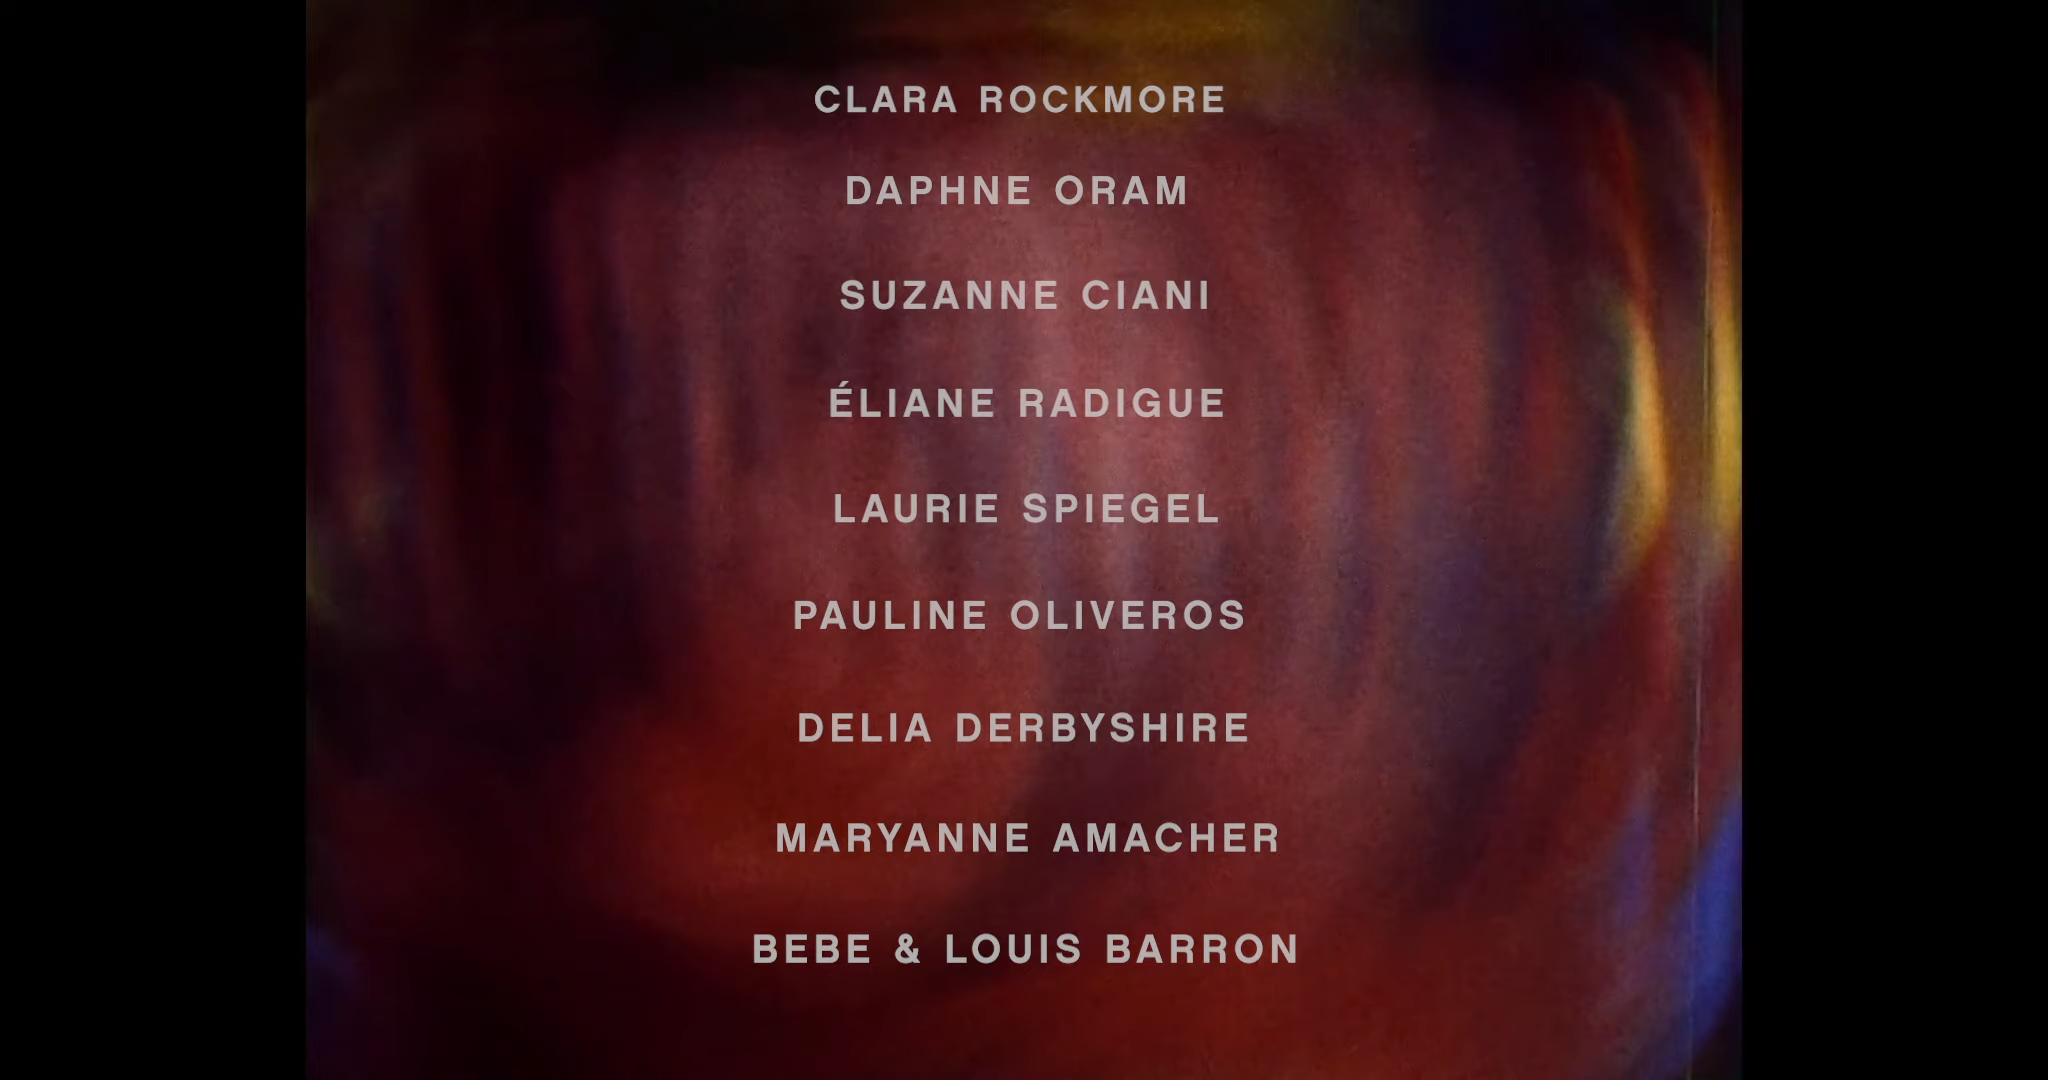 CLARA ROCKMORE
DAPHNE ORAM
SUZANNE CIANI
ÉLIANE RADIGUE
LAURIE SPIEGEL
PAULINE OLIVEROS
DELIA DERBYSHIRE
MARYANNE AMACHER
BEBE & LOUIS BARRON